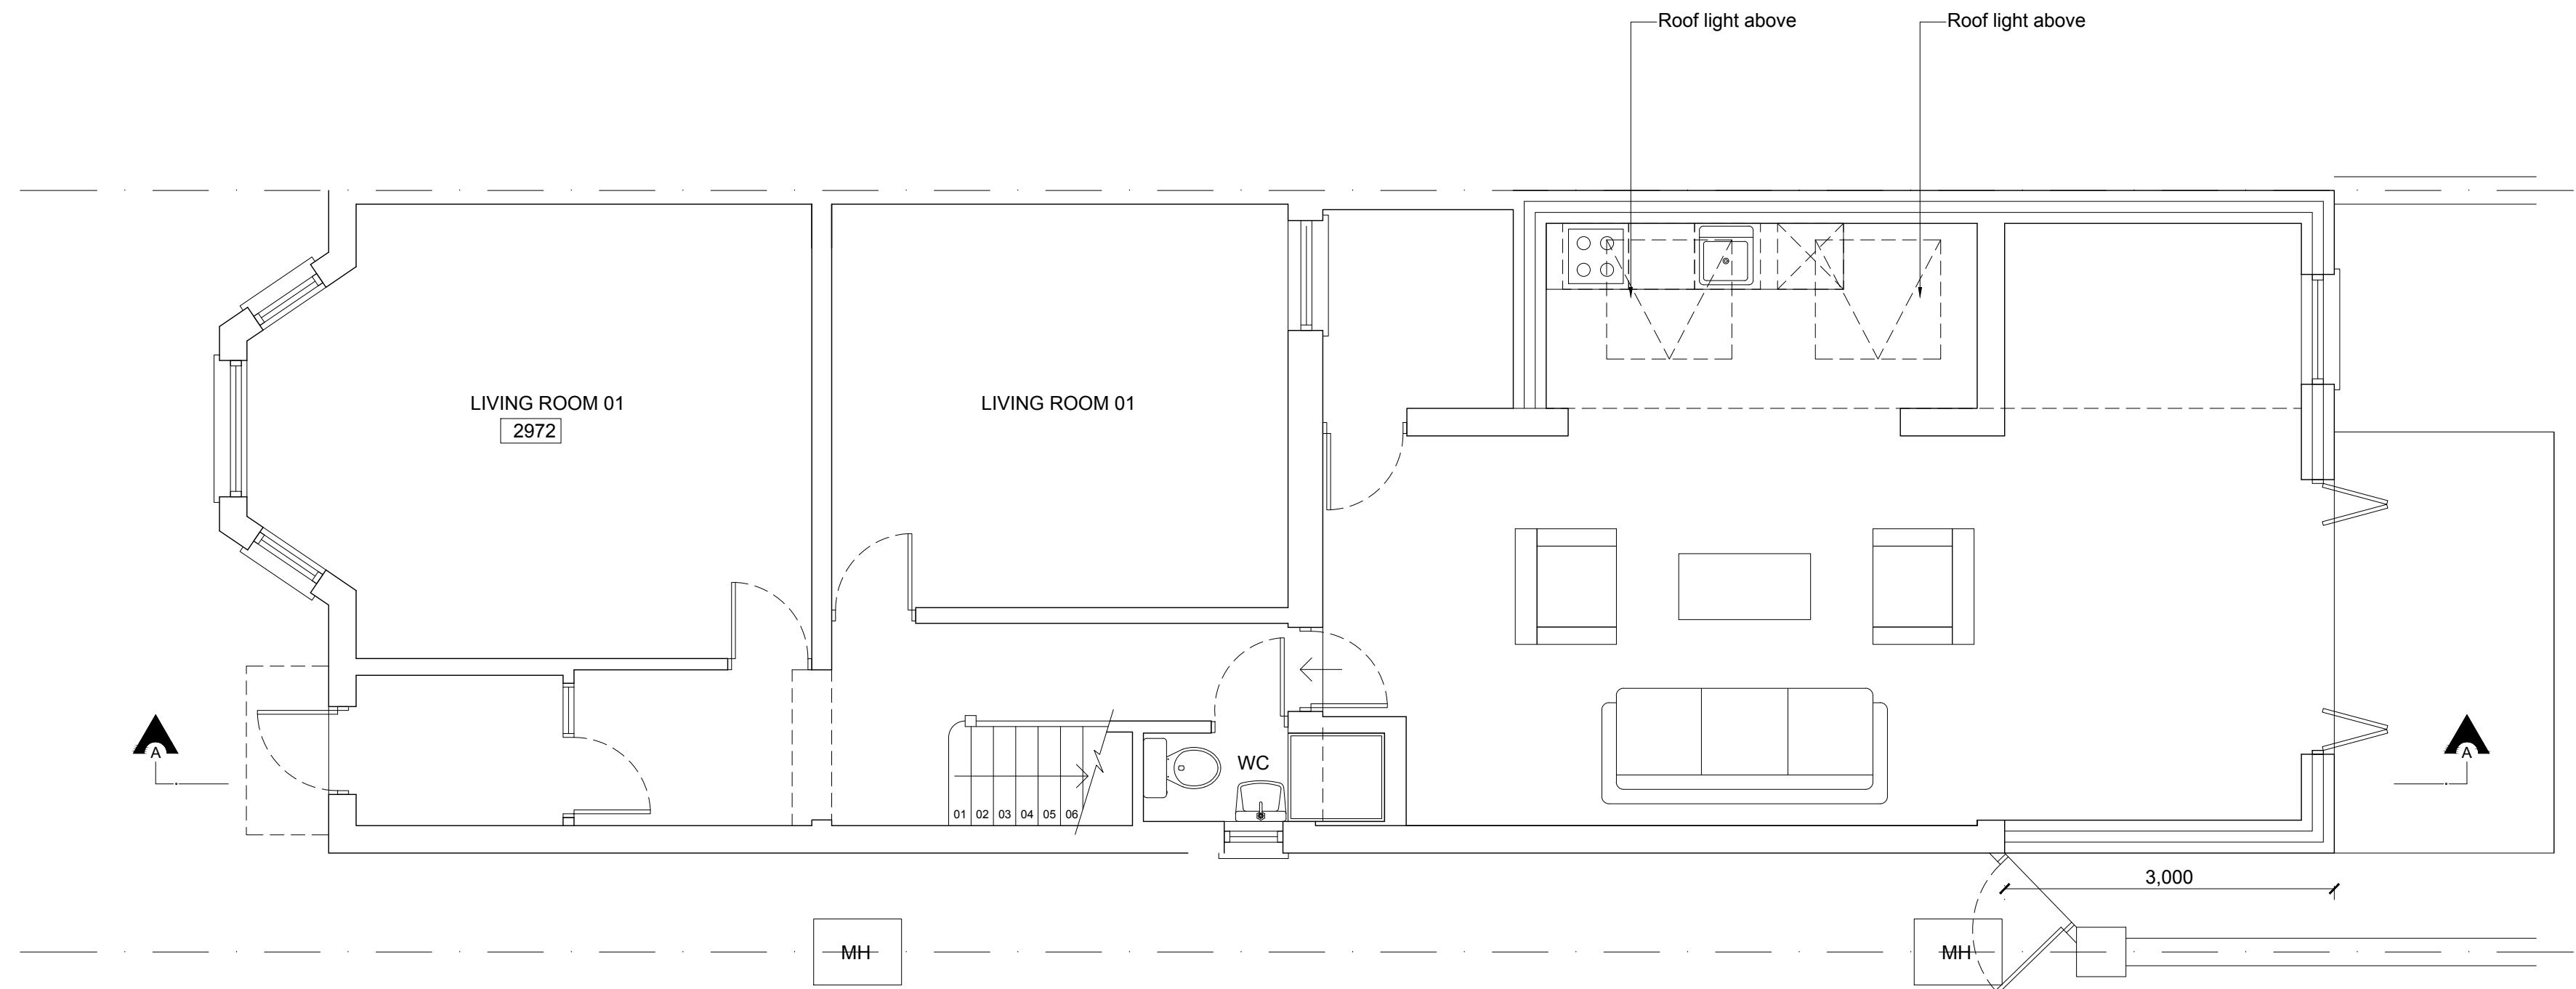 Roof light above
Roof light above
LIVING ROOM 01
2972
LIVING ROOM 01
A
WC
A
01 02 03 04 05 06
3,000
MH
MH